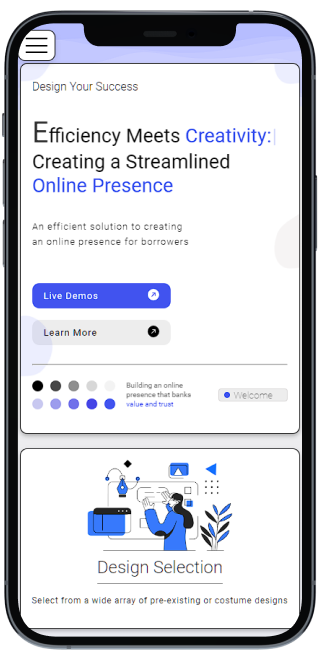 Design Your Success
Efficiency Meets Creativity:
Creating a Streamlined
Online Presence
An efficient solution to creating
an online presence for borrowers
Live Demos
Learn More
Building an online
presence that banks
value and trust
Welcome
Design Selection
Select from a wide array of pre-existing or costume designs